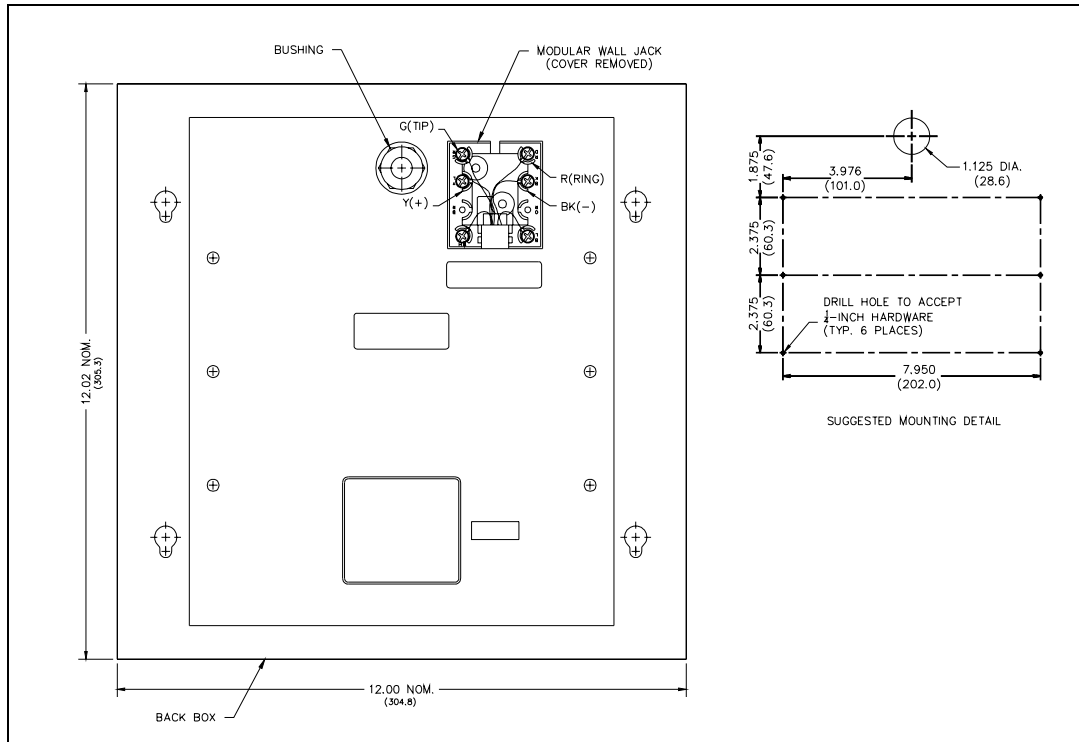 BUSHING
MODULAR WALL JACK
(COVER REMOVED)
G(TIP)
R(RING)
Y(+)
BK(-)
12.02 NOM.
(305.3)
12.00 NOM.
(304.8)
BACK BOX
1.875
(47.6)
3.976
(101.0)
1.125 DIA.
(28.6)
2.375
(60.3)
2.375
(60.3)
DRILL HOLE TO ACCEPT
¼-INCH HARDWARE
(TYP. 6 PLACES)
7.950
(202.0)
SUGGESTED MOUNTING DETAIL